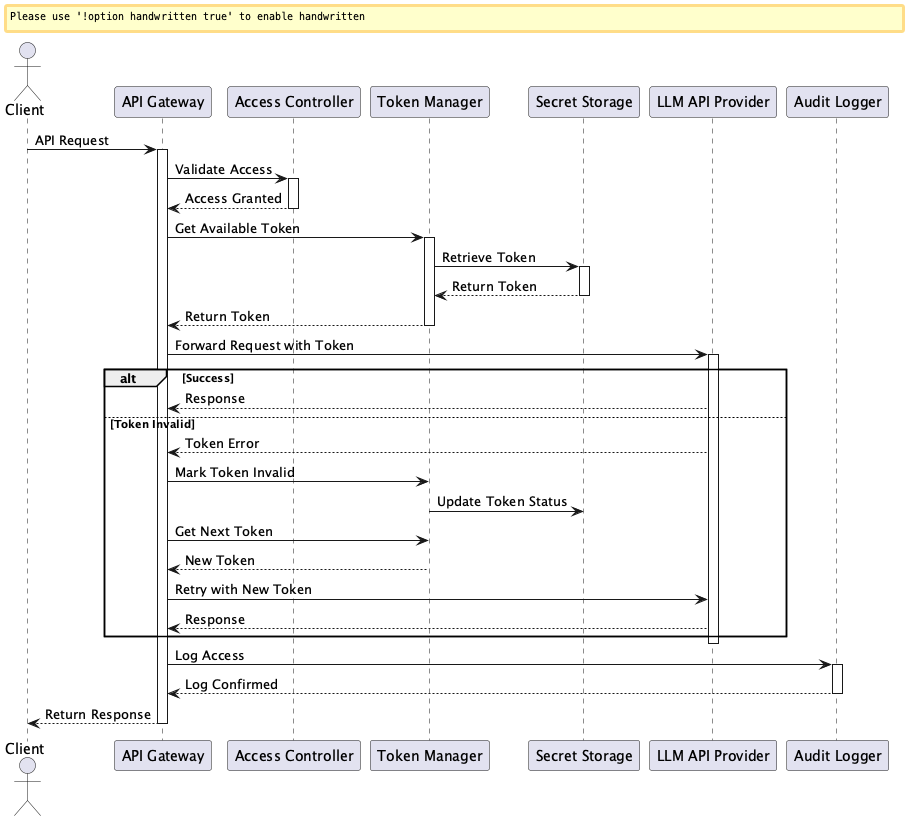 Please use '!option handwritten true' to enable handwritten
Client
API Gateway
Access Controller
Token Manager
Secret Storage
LLM API Provider
Audit Logger
API Request
Validate Access
Access Granted
Get Available Token
Retrieve Token
Return Token
Return Token
Forward Request with Token
alt
[Success]
Response
[Token Invalid]
Token Error
Mark Token Invalid
Update Token Status
Get Next Token
New Token
Retry with New Token
Response
Log Access
Log Confirmed
Return Response
Client
API Gateway
Access Controller
Token Manager
Secret Storage
LLM API Provider
Audit Logger